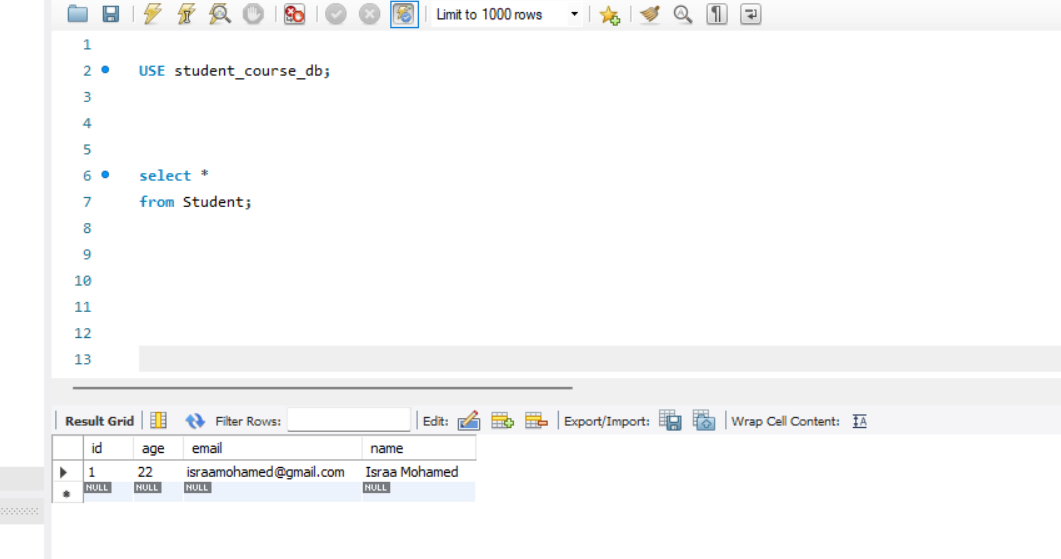 Limit to 1000 rows
1
2 USE student_course_db;
3
4
5
6 select *
7 from Student;
8
9
10
11
12
13
Result Grid Filter Rows: Edit: Export/Import: Wrap Cell Content: IA
id age email name
1 22 israamohamed@gmail.com Israa Mohamed
NULL NULL NULL NULL